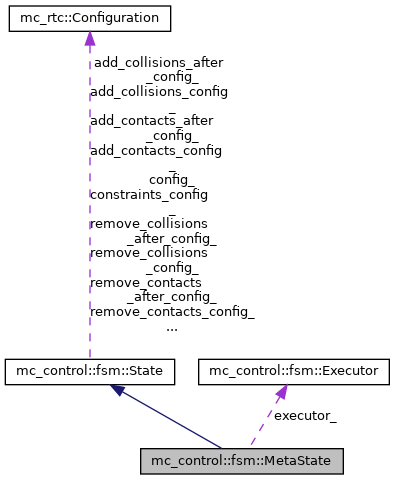 mc_rtc::Configuration
add_collisions_after
_config_
add_collisions_config
_
add_contacts_after
_config_
add_contacts_config
_
config_
constraints_config
_
remove_collisions
_after_config_
remove_collisions
_config_
remove_contacts
_after_config_
remove_contacts_config_
...
mc_control::fsm::State
mc_control::fsm::Executor
executor_
mc_control::fsm::MetaState